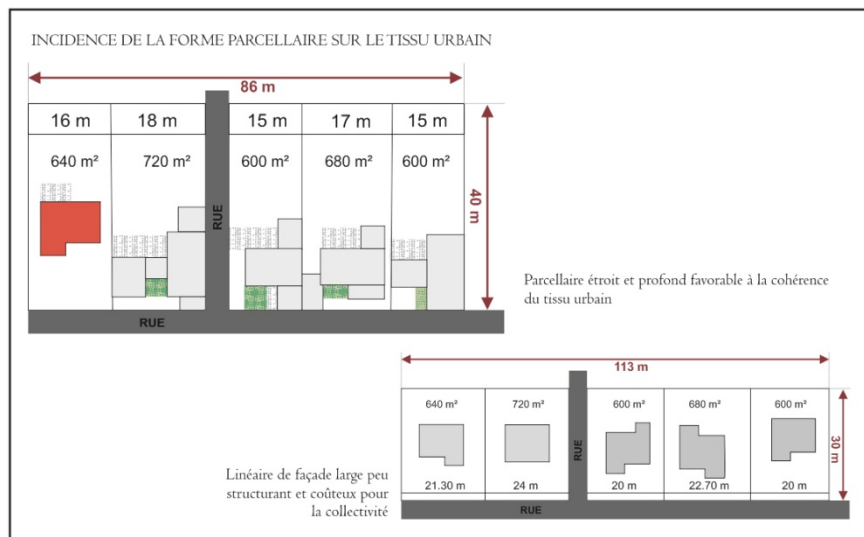 INCIDENCE DE LA FORME PARCELLAIRE SUR LE TISSU URBAIN
86 m
16 m 18 m 15 m 17 m 15 m
640 m² 720 m² 600 m² 680 m² 600 m²
40 m
RUE
RUE
Parcellaire étroit et profond favorable à la cohérence
du tissu urbain
113 m
640 m² 720 m² 600 m² 680 m² 600 m²
30 m
RUE
21.30 m 24 m 20 m 22.70 m 20 m
RUE
Linéaire de façade large peu
structurant et coûteux pour
la collectivité